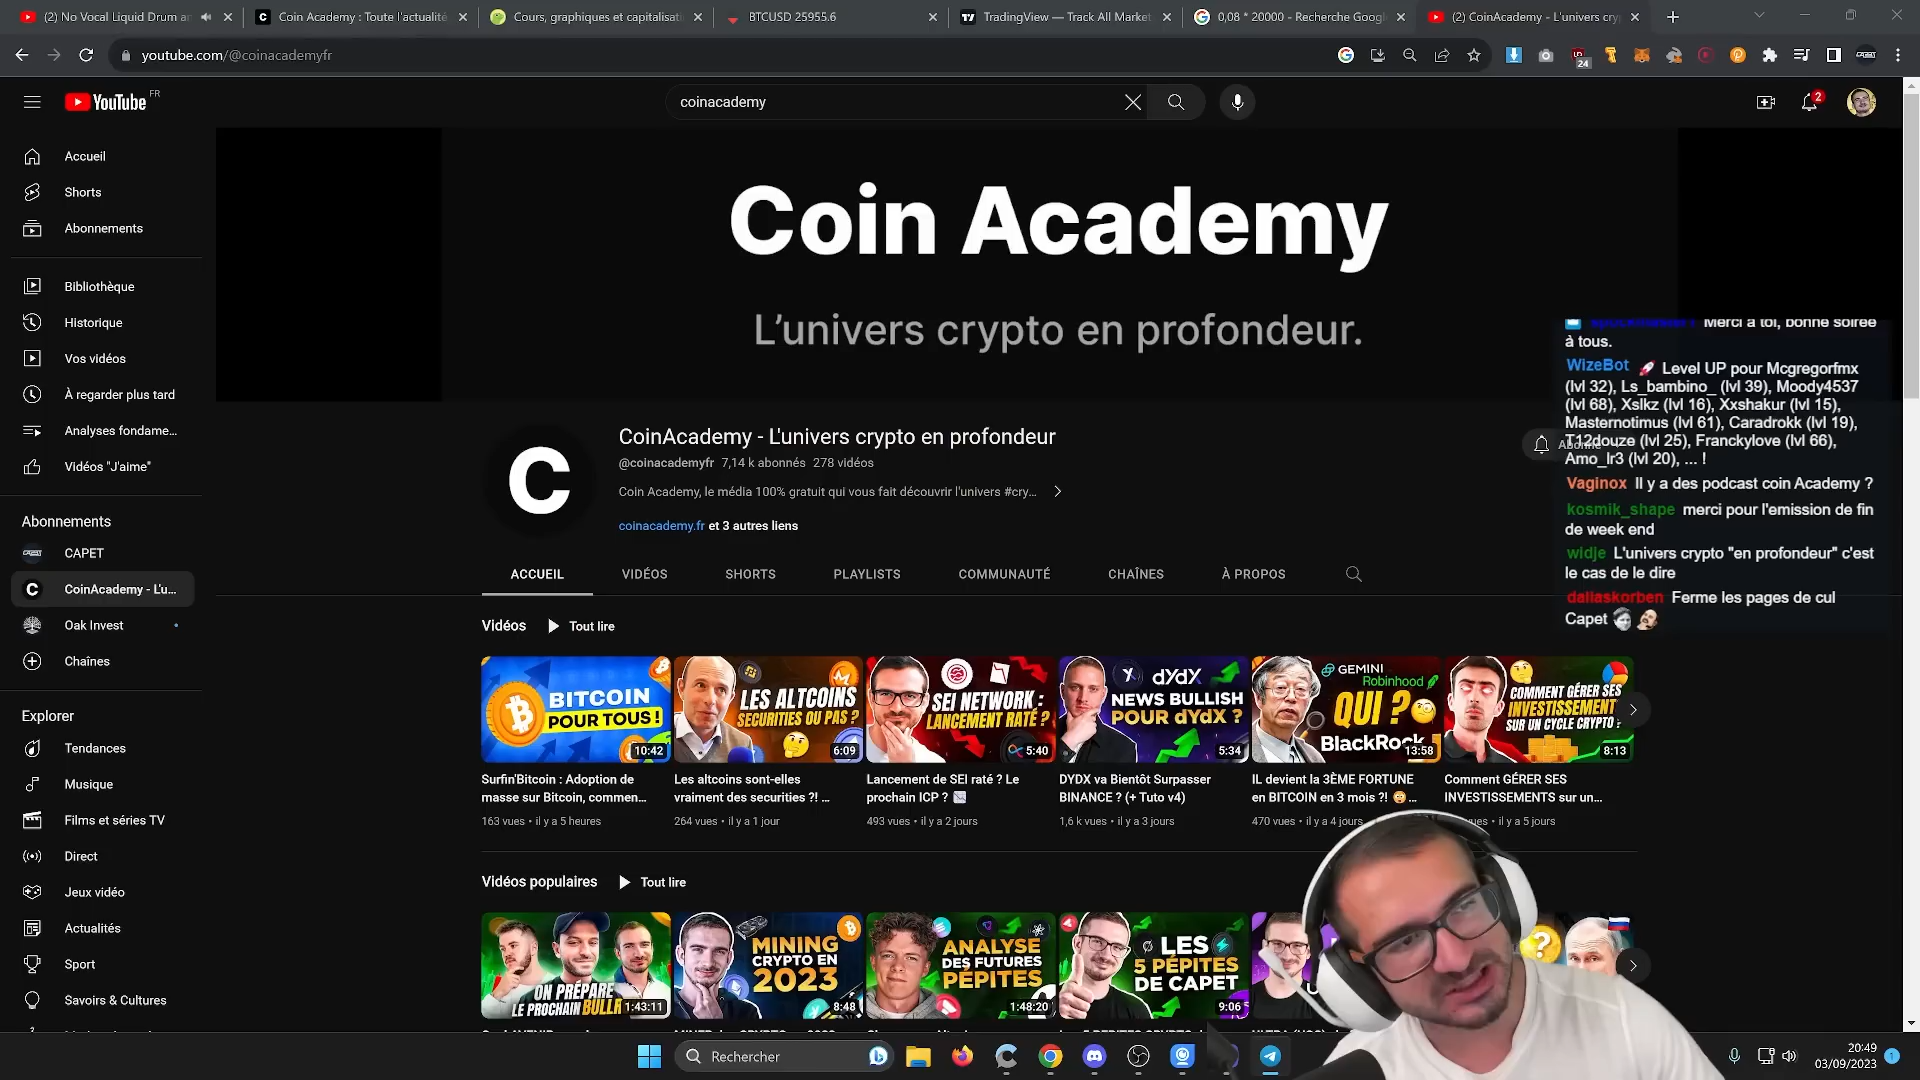 (2) No Vocal Liquid Drum an
Coin Academy : Toute l'actualité
Cours, graphiques et capitalisati
BTCUSD 25955.6
TradingView — Track All Market
0,08 * 20000 - Recherche Googl
(2) CoinAcademy - L'univers cry
youtube.com/@coinacademyfr
24
YouTube FR
coinacademy
2
Accueil
Shorts
Abonnements
Bibliothèque
Historique
Vos vidéos
À regarder plus tard
Analyses fondame...
Vidéos "J'aime"
Abonnements
CAPET
CoinAcademy - Lu...
Oak Invest
Chaînes
Explorer
Tendances
Musique
Films et séries TV
Direct
Jeux vidéo
Actualités
Sport
Savoirs & Cultures
Coin Academy
L'univers crypto en profondeur.
C
CoinAcademy - L'univers crypto en profondeur
@coinacademyfr 7,14 k abonnés 278 vidéos
Coin Academy, le média 100% gratuit qui vous fait découvrir l'univers #cry...
coinacademy.fr et 3 autres liens
ACCUEIL VIDÉOS SHORTS PLAYLISTS COMMUNAUTÉ CHAÎNES À PROPOS
Merci à toi, bonne soirée
à tous.
WizeBot Level UP pour Mcgregorfmx
(lvl 32), Ls_bambino_ (lvl 39), Moody4537
(lvl 68), Xslkz (lvl 16), Xxshakur (lvl 15),
Masternotimus (lvl 61), Caradrokk (lvl 19),
T12douze (lvl 25), Franckylove (lvl 66),
Amo_lr3 (lvl 20), ... !
Vaginox Il y a des podcast coin Academy ?
kosmik_shape merci pour l'emission de fin
de week end
widje L'univers crypto "en profondeur" c'est
le cas de le dire
dallaskorben Ferme les pages de cul
Capet
Vidéos Tout lire
BITCOIN
POUR TOUS !
10:42
Surfin'Bitcoin : Adoption de
masse sur Bitcoin, commen...
163 vues • il y a 5 heures
LES ALTCOINS
SECURITIES OU PAS ?
6:09
Les altcoins sont-elles
vraiment des securities ?! ...
264 vues • il y a 1 jour
SEI NETWORK :
LANCEMENT RATÉ ?
5:40
Lancement de SEI raté ? Le
prochain ICP ?
493 vues • il y a 2 jours
dYdX
NEWS BULLISH
POUR dYdX ?
5:34
DYDX va Bientôt Surpasser
BINANCE ? (+ Tuto v4)
1,6 k vues • il y a 3 jours
GEMINI
Robinhood
QUI ?
BlackRock
13:58
IL devient la 3ÈME FORTUNE
en BITCOIN en 3 mois ?! ...
470 vues • il y a 4 jours
COMMENT GÉRER SES
INVESTISSEMENTS
SUR UN CYCLE CRYPTO ?
8:13
Comment GÉRER SES
INVESTISSEMENTS sur un...
ues • il y a 5 jours
Vidéos populaires Tout lire
ON PRÉPARE
LE PROCHAIN BULLR
1:43:11
MINING
CRYPTO EN
2023
8:48
ANALYSE
DES FUTURES
PÉPITES
1:48:20
LES
5 PÉPITES
DE CAPET
9:06
Rechercher
20:49
03/09/2023
1